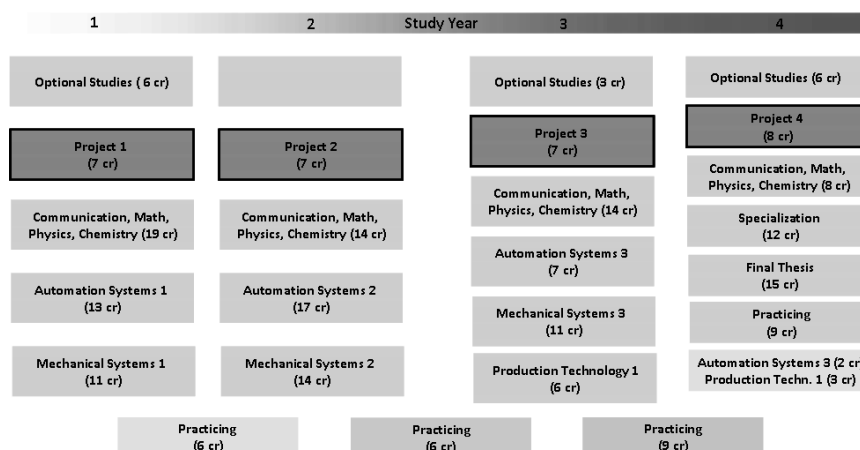 1 2 Study Year 3 4
Optional Studies ( 6 cr)
Project 1
(7 cr)
Communication, Math,
Physics, Chemistry (19 cr)
Automation Systems 1
(13 cr)
Mechanical Systems 1
(11 cr)
Project 2
(7 cr)
Communication, Math,
Physics, Chemistry (14 cr)
Automation Systems 2
(17 cr)
Mechanical Systems 2
(14 cr)
Optional Studies (3 cr)
Project 3
(7 cr)
Communication, Math,
Physics, Chemistry (14 cr)
Automation Systems 3
(7 cr)
Mechanical Systems 3
(11 cr)
Production Technology 1
(6 cr)
Optional Studies (6 cr)
Project 4
(8 cr)
Communication, Math,
Physics, Chemistry (8 cr)
Specialization
(12 cr)
Final Thesis
(15 cr)
Practicing
(9 cr)
Automation Systems 3 (2 cr
Production Techn. 1 (3 cr)
Practicing
(6 cr)
Practicing
(6 cr)
Practicing
(9 cr)